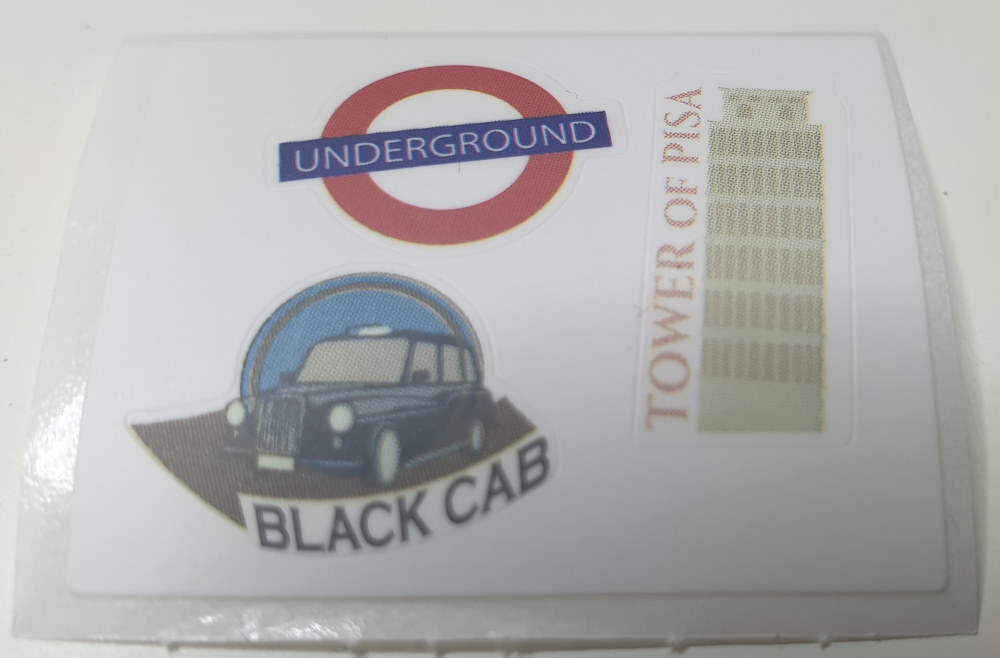 UNDERGROUND
TOWER OF PISA
BLACK CAB